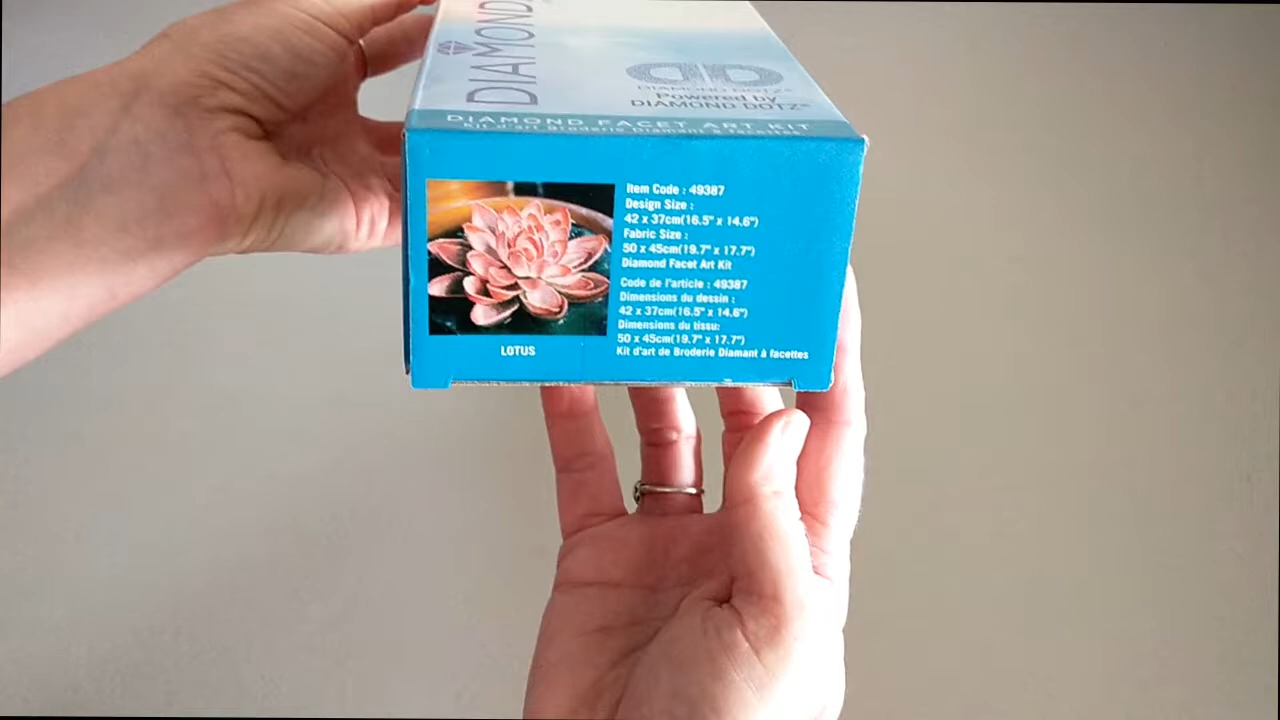 DIAMOND
DIAMOND DOTZ®
Powered by
DIAMOND DOTZ®
DIAMOND FACET ART KIT
Kit d'art Broderie Diamant à facettes
Item Code : 49387
Design Size :
42 x 37cm(16.5" x 14.6")
Fabric Size :
50 x 45cm(19.7" x 17.7")
Diamond Facet Art Kit
Code de l'article : 49387
Dimensions du dessin :
42 x 37cm(16.5" x 14.6")
Dimensions du tissu:
50 x 45cm(19.7" x 17.7")
Kit d'art de Broderie Diamant à facettes
LOTUS